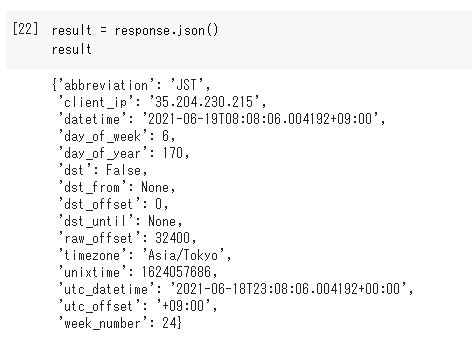 [22] result = response.json()
result
{'abbreviation': 'JST',
'client_ip': '35.204.230.215',
'datetime': '2021-06-19T08:08:06.004192+09:00',
'day_of_week': 6,
'day_of_year': 170,
'dst': False,
'dst_from': None,
'dst_offset': 0,
'dst_until': None,
'raw_offset': 32400,
'timezone': 'Asia/Tokyo',
'unixtime': 1624057686,
'utc_datetime': '2021-06-18T23:08:06.004192+00:00',
'utc_offset': '+09:00',
'week_number': 24}